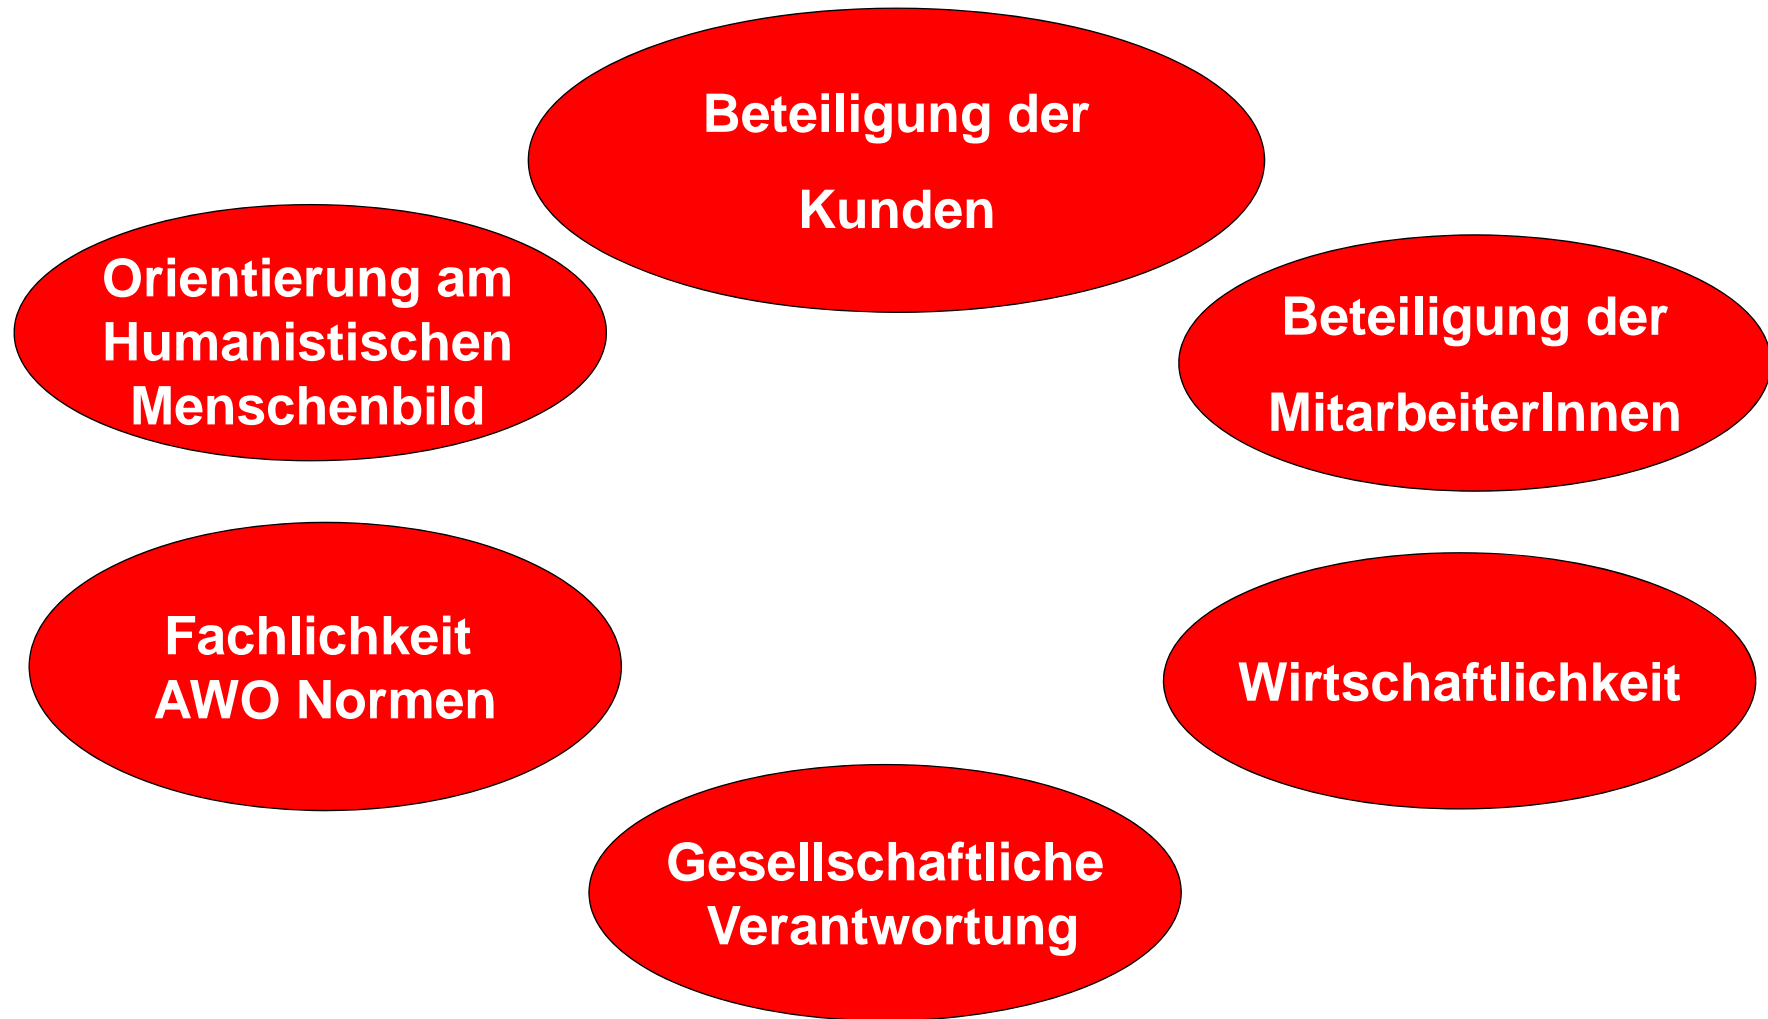 Beteiligung der
Kunden
Orientierung am
Humanistischen
Menschenbild
Beteiligung der
MitarbeiterInnen
Fachlichkeit
AWO Normen
Wirtschaftlichkeit
Gesellschaftliche
Verantwortung